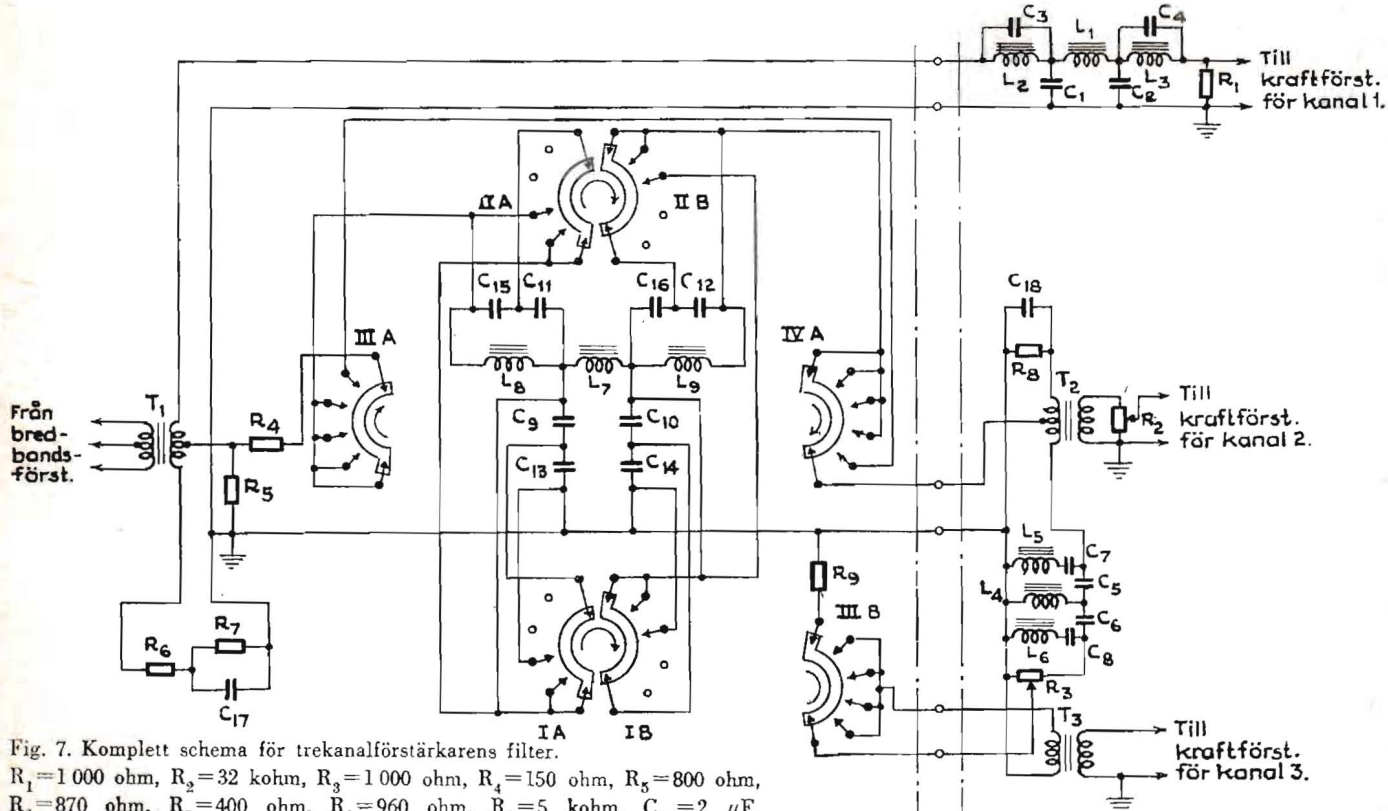 C3
C4
L1
L2
L3
C1
C2
R1
Till
kraftförst.
för kanal 1.
II A
II B
C15
C11
C16
C12
C18
III A
IV A
L8
L7
L9
R8
T2
Till
kraftförst.
för kanal 2.
R2
Från
bred-
bands-
först.
T1
R4
R5
C9
C10
C13
C14
L5
C7
C5
L4
C6
L6
C8
R9
III B
R3
T3
R7
R6
C17
I A
I B
Till
kraftförst.
för kanal 3.
Fig. 7. Komplett schema för trekanalförstärkarens filter.
R1=1 000 ohm, R2=32 kohm, R3=1 000 ohm, R4=150 ohm, R5=800 ohm,